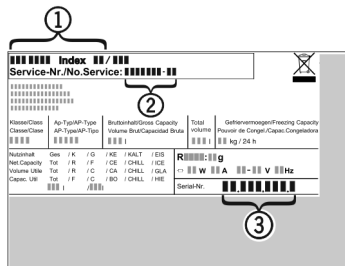 1
Index /
Service-Nr./No.Service: -
2
Klasse/Class Ap-Typ/AP-Type Bruttoinhalt/Gross Capacity Total Gefriervermoegen/Freezing Capacity
Classe/Clase AP-Type/AP-Tipo Volume Brut/Capacidad Bruta volume Pouvoir de Congel./Capac.Congeladora
I I kg / 24 h
Nutzinhalt Ges / K / G / KE / KALT / EIS
Net.Capacity Tot / R / F / CE / CHILL / ICE
Volume Utile Tot / R / C / CA / CHILL / GLA
Capac. Util Tot / F / C / BO / CHILL / HIE
I / I
R : g
W A - V Hz
Serial-Nr. . . .
3